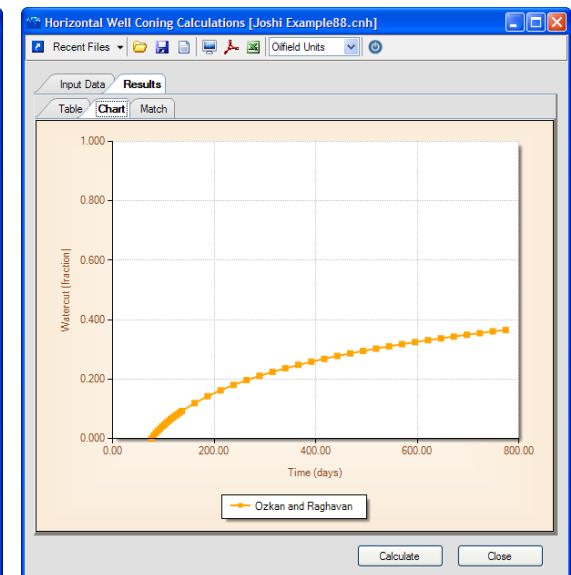 Horizontal Well Coning Calculations [Joshi Example88.cnh]
Recent Files Olfield Units
Input Data Results
Table Chart Match
1.000
0.800
0.600
0.400
0.200
0.000
Watercut [fraction]
0.00 200.00 400.00 600.00 800.00
Time (days)
Ozkan and Raghavan
Calculate Close